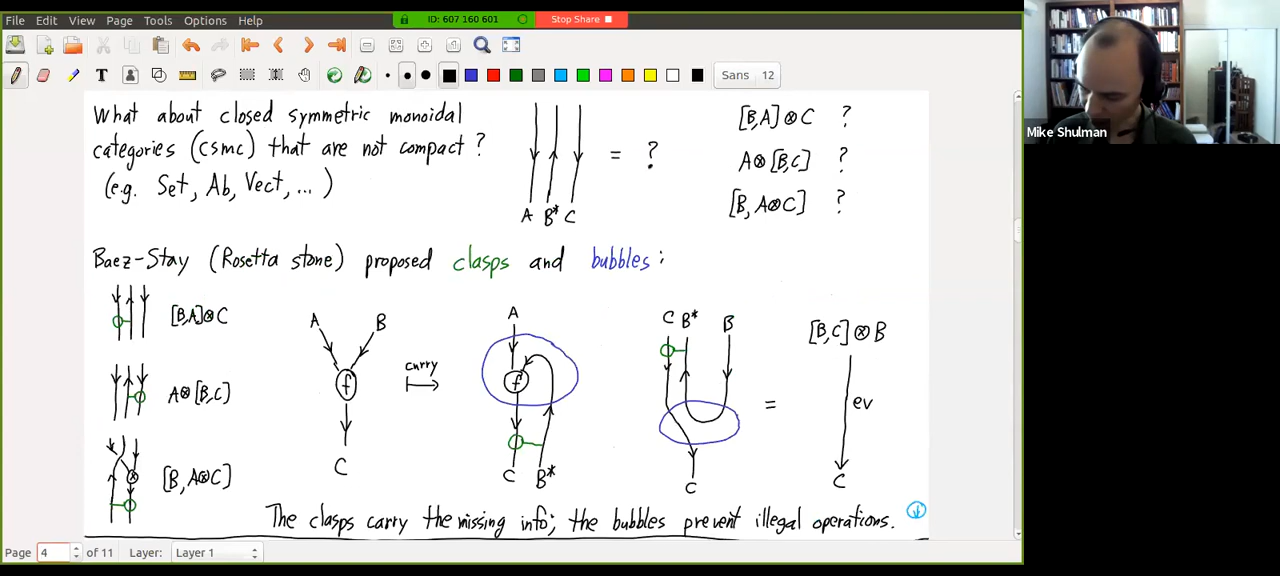 File Edit View Page Tools Options Help
ID: 607 160 601
Stop Share
Sans 12
What about closed symmetric monoidal
categories (csmc) that are not compact?
(e.g. Set, Ab, Vect, ...)
= ?
A B* C
[B,A]⊗C ?
A⊗[B,C] ?
[B, A⊗C] ?
Mike Shulman
Baez-Stay (Rosetta stone) proposed clasps and bubbles:
[B,A]⊗C
A⊗[B,C]
[B, A⊗C]
A B
f
C
curry
A
f
C B*
C B* B
C
=
[B,C]⊗B
ev
C
The clasps carry the missing info; the bubbles prevent illegal operations.
Page 4 of 11 Layer: Layer 1